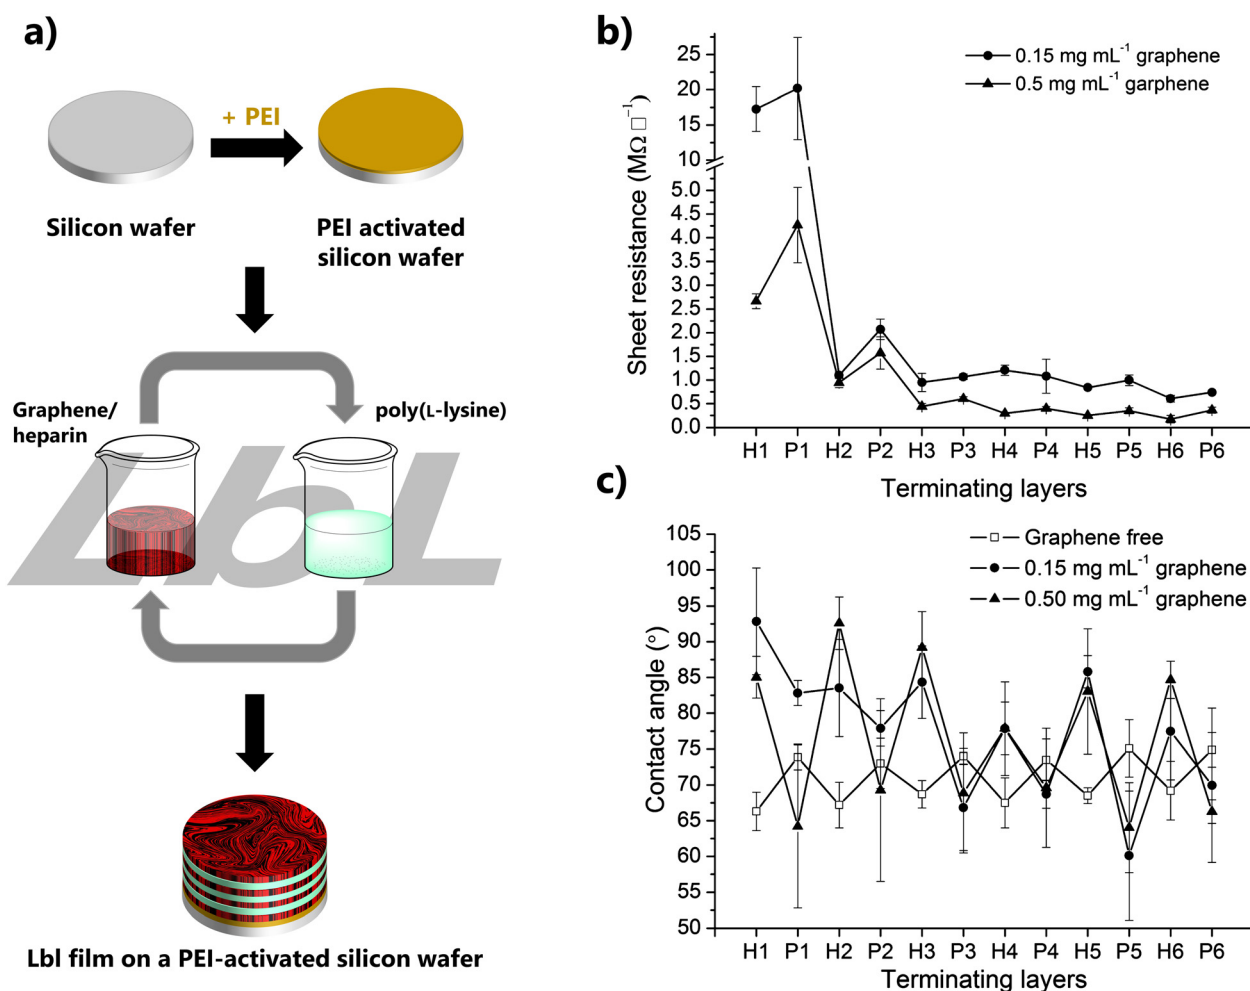 a)
+ PEI
Silicon wafer
PEI activated
silicon wafer
Graphene/
heparin
poly(L-lysine)
LbL
Lbl film on a PEI-activated silicon wafer
b)
0.15 mg mL⁻¹ graphene
0.5 mg mL⁻¹ garphene
Sheet resistance (MΩ □⁻¹)
25
20
15
10
5.0
4.5
4.0
3.5
3.0
2.5
2.0
1.5
1.0
0.5
0.0
H1 P1 H2 P2 H3 P3 H4 P4 H5 P5 H6 P6
Terminating layers
c)
Graphene free
0.15 mg mL⁻¹ graphene
0.50 mg mL⁻¹ graphene
Contact angle (°)
105
100
95
90
85
80
75
70
65
60
55
50
H1 P1 H2 P2 H3 P3 H4 P4 H5 P5 H6 P6
Terminating layers